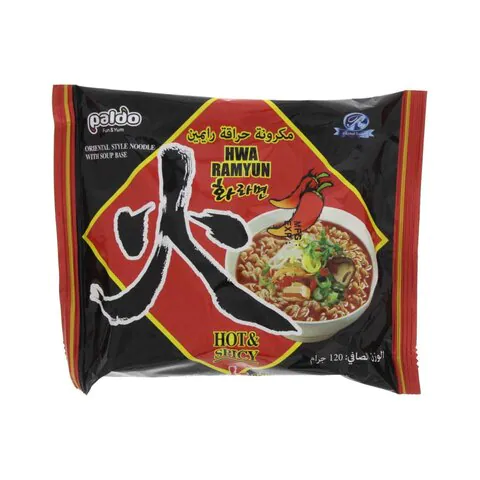 paldo
Fun & Yum
ORIENTAL STYLE NOODLE
WITH SOUP BASE
مكرونة حراقة رايمين
HWA
RAMYUN
화라면
火
HOT &
SPICY
الوزن الصافي: 120 جرام